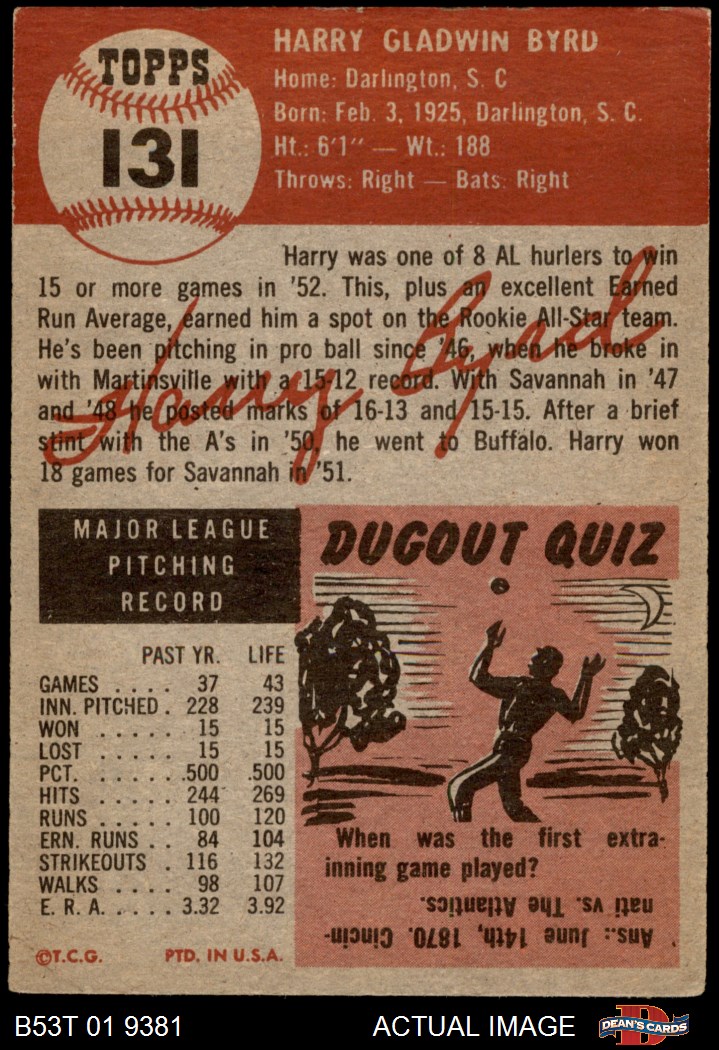 TOPPS
131
HARRY GLADWIN BYRD
Home: Darlington, S. C
Born: Feb. 3, 1925, Darlington, S. C.
Ht.: 6'1" — Wt.: 188
Throws: Right — Bats: Right
Harry was one of 8 AL hurlers to win
15 or more games in '52. This, plus an excellent Earned
Run Average, earned him a spot on the Rookie All-Star team.
He's been pitching in pro ball since '46, when he broke in
with Martinsville with a 15-12 record. With Savannah in '47
and '48 he posted marks of 16-13 and 15-15. After a brief
stint with the A's in '50, he went to Buffalo. Harry won
18 games for Savannah in '51.
Harry Byrd
MAJOR LEAGUE
PITCHING
RECORD
PAST YR. LIFE
GAMES . . . . 37 43
INN. PITCHED . 228 239
WON . . . . . 15 15
LOST . . . . . 15 15
PCT. . . . . . .500 .500
HITS . . . . . 244 269
RUNS . . . . . 100 120
ERN. RUNS . . 84 104
STRIKEOUTS . 116 132
WALKS . . . . 98 107
E. R. A. . . . . 3.32 3.92
©T.C.G. PTD. IN U.S.A.
DUGOUT QUIZ
When was the first extra-
inning game played?
Ans.: June 14th, 1870. Cincin-
nati vs. The Atlantics.
B53T 01 9381
ACTUAL IMAGE
D
DEAN'S CARDS